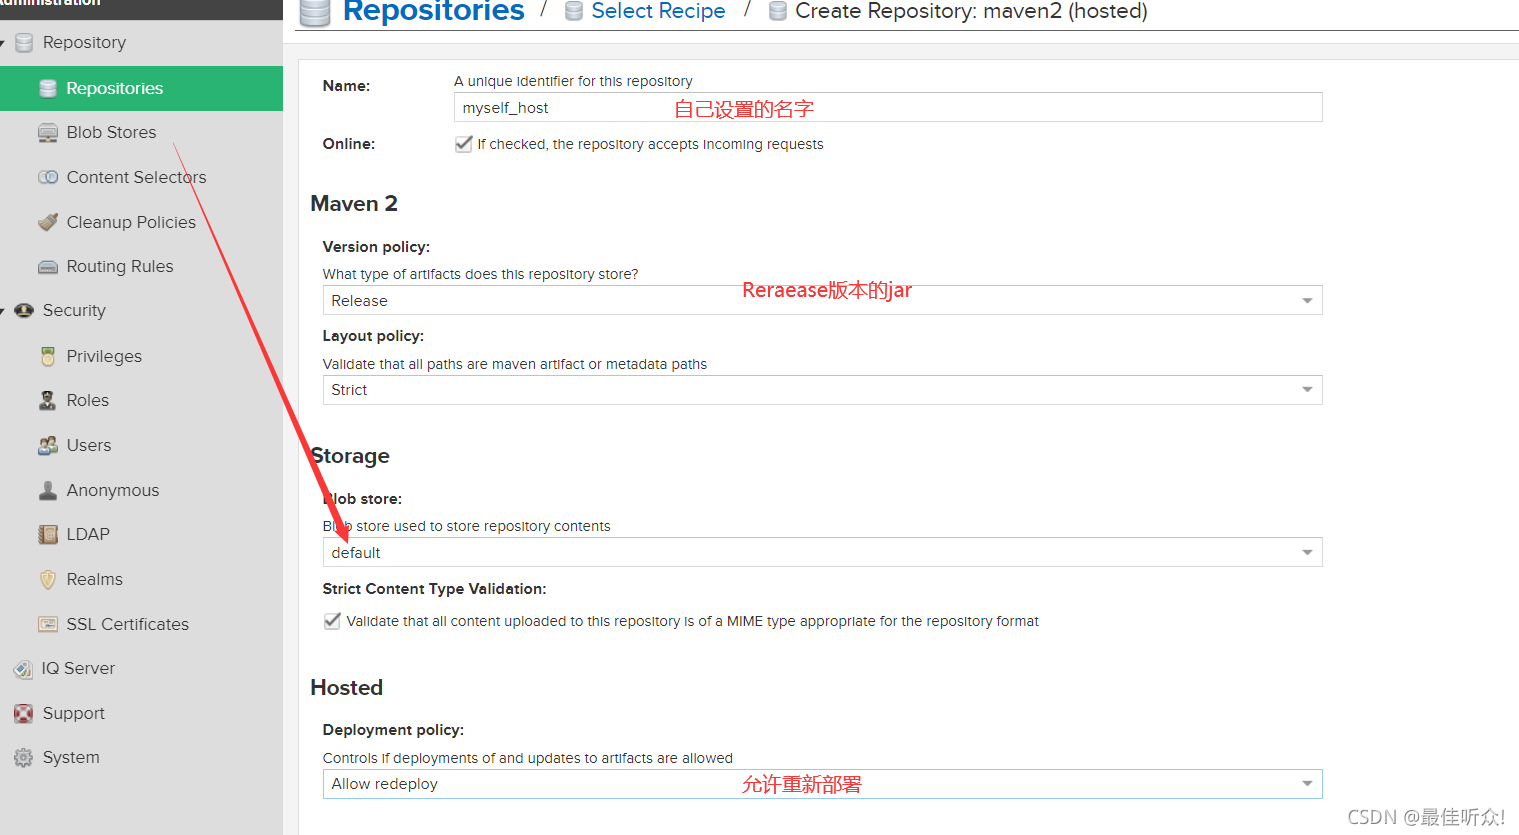 Administration
Repository
Repositories
Blob Stores
Content Selectors
Cleanup Policies
Routing Rules
Security
Privileges
Roles
Users
Anonymous
LDAP
Realms
SSL Certificates
IQ Server
Support
System
Repositories / Select Recipe / Create Repository: maven2 (hosted)
Name:
A unique identifier for this repository
myself_host 自己设置的名字
Online:
If checked, the repository accepts incoming requests
Maven 2
Version policy:
What type of artifacts does this repository store?
Reraease版本的jar
Release
Layout policy:
Validate that all paths are maven artifact or metadata paths
Strict
Storage
Blob store:
Blob store used to store repository contents
default
Strict Content Type Validation:
Validate that all content uploaded to this repository is of a MIME type appropriate for the repository format
Hosted
Deployment policy:
Controls if deployments of and updates to artifacts are allowed
Allow redeploy 允许重新部署
CSDN @最佳听众!